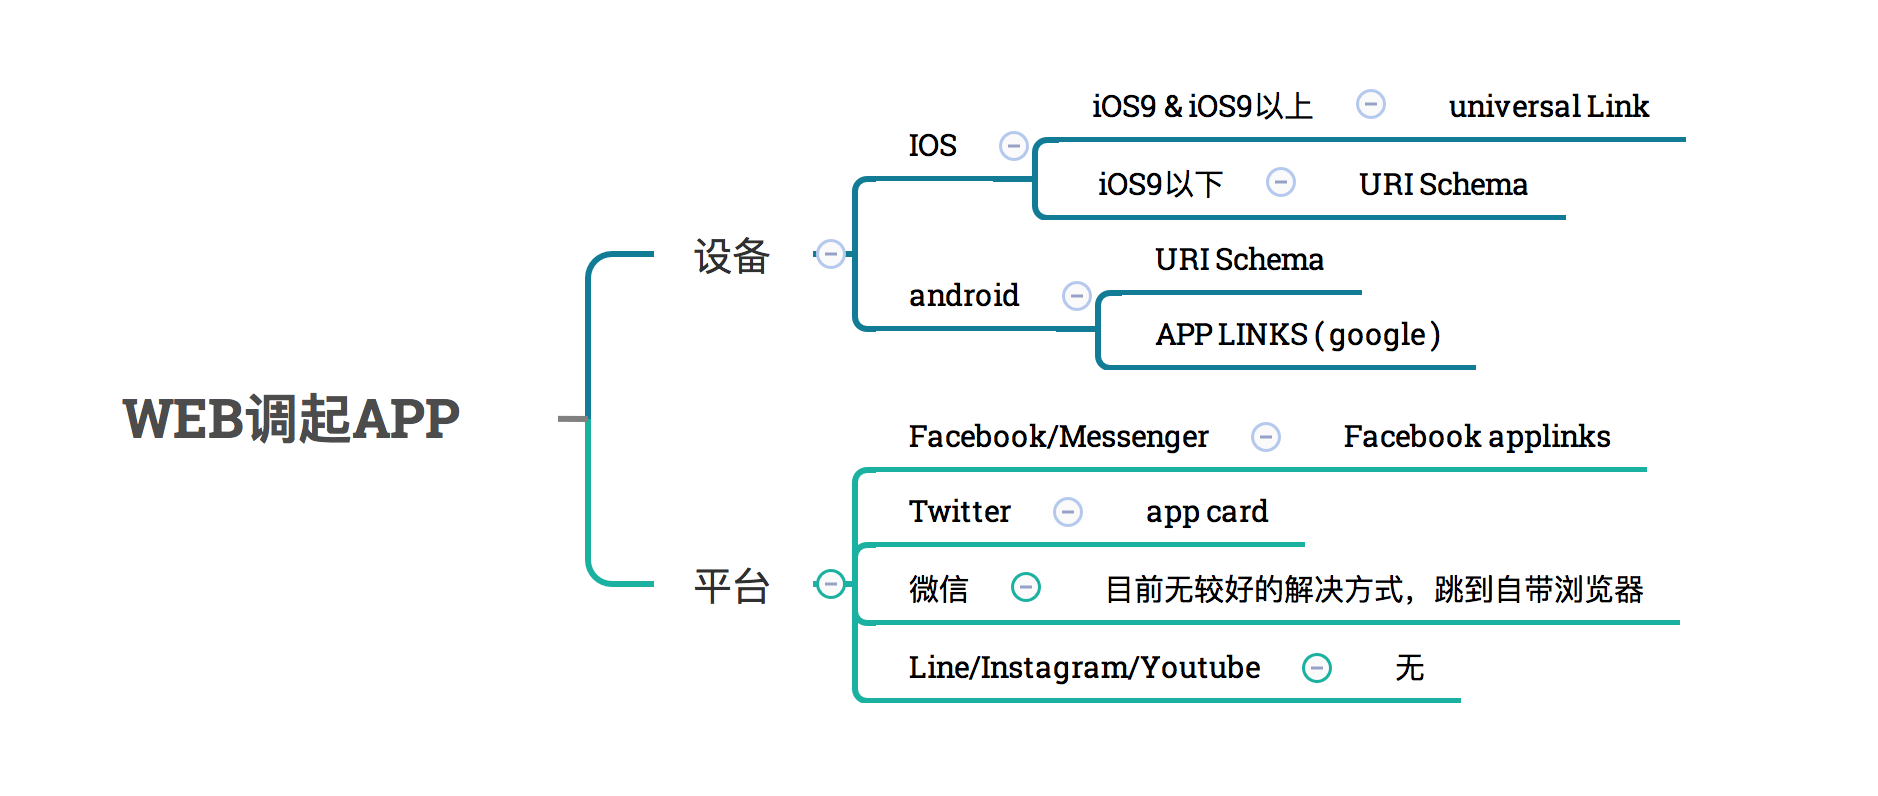 WEB调起APP
设备
IOS
iOS9 & iOS9以上
universal Link
iOS9以下
URI Schema
android
URI Schema
APP LINKS ( google )
平台
Facebook/Messenger
Facebook applinks
Twitter
app card
微信
目前无较好的解决方式，跳到自带浏览器
Line/Instagram/Youtube
无